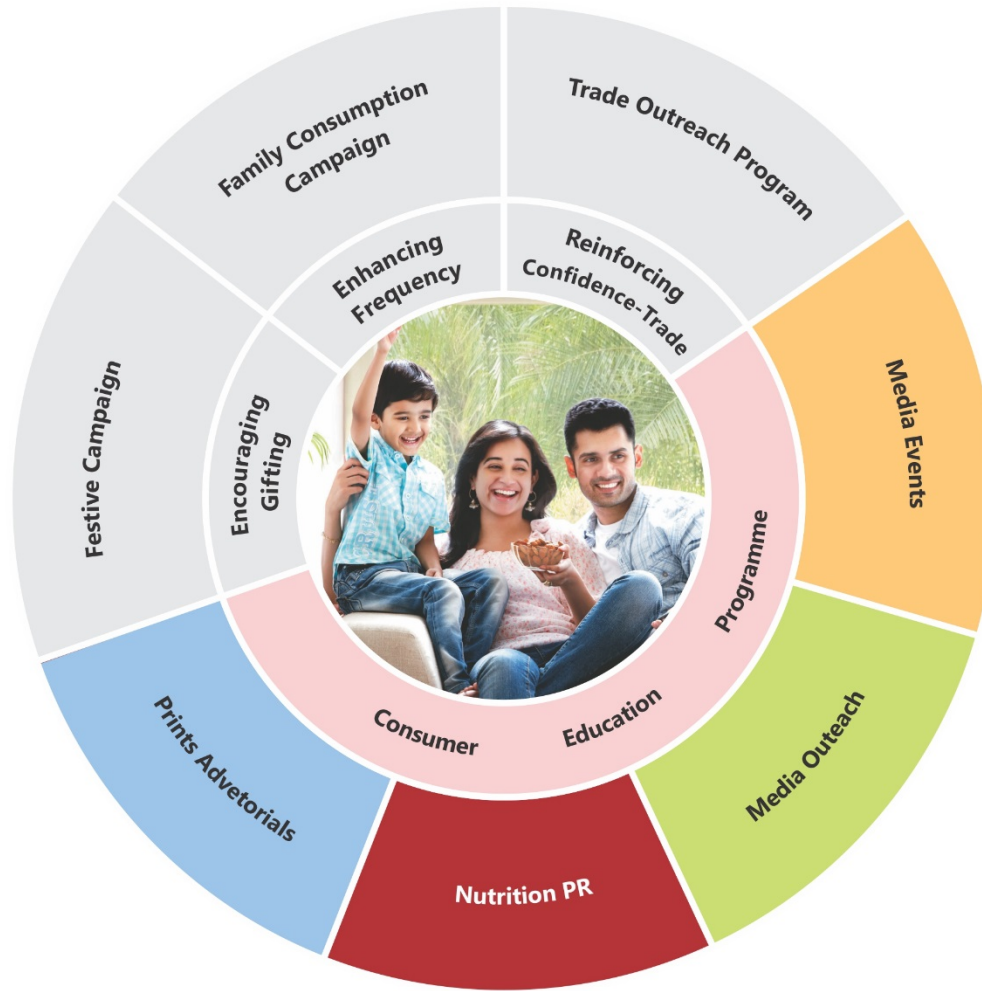 Family Consumption
Campaign
Trade Outreach Program
Enhancing
Frequency
Reinforcing
Confidence-Trade
Festive Campaign
Encouraging
Gifting
Media Events
Programme
Education
Consumer
Media Outeach
Prints Advetorials
Nutrition PR